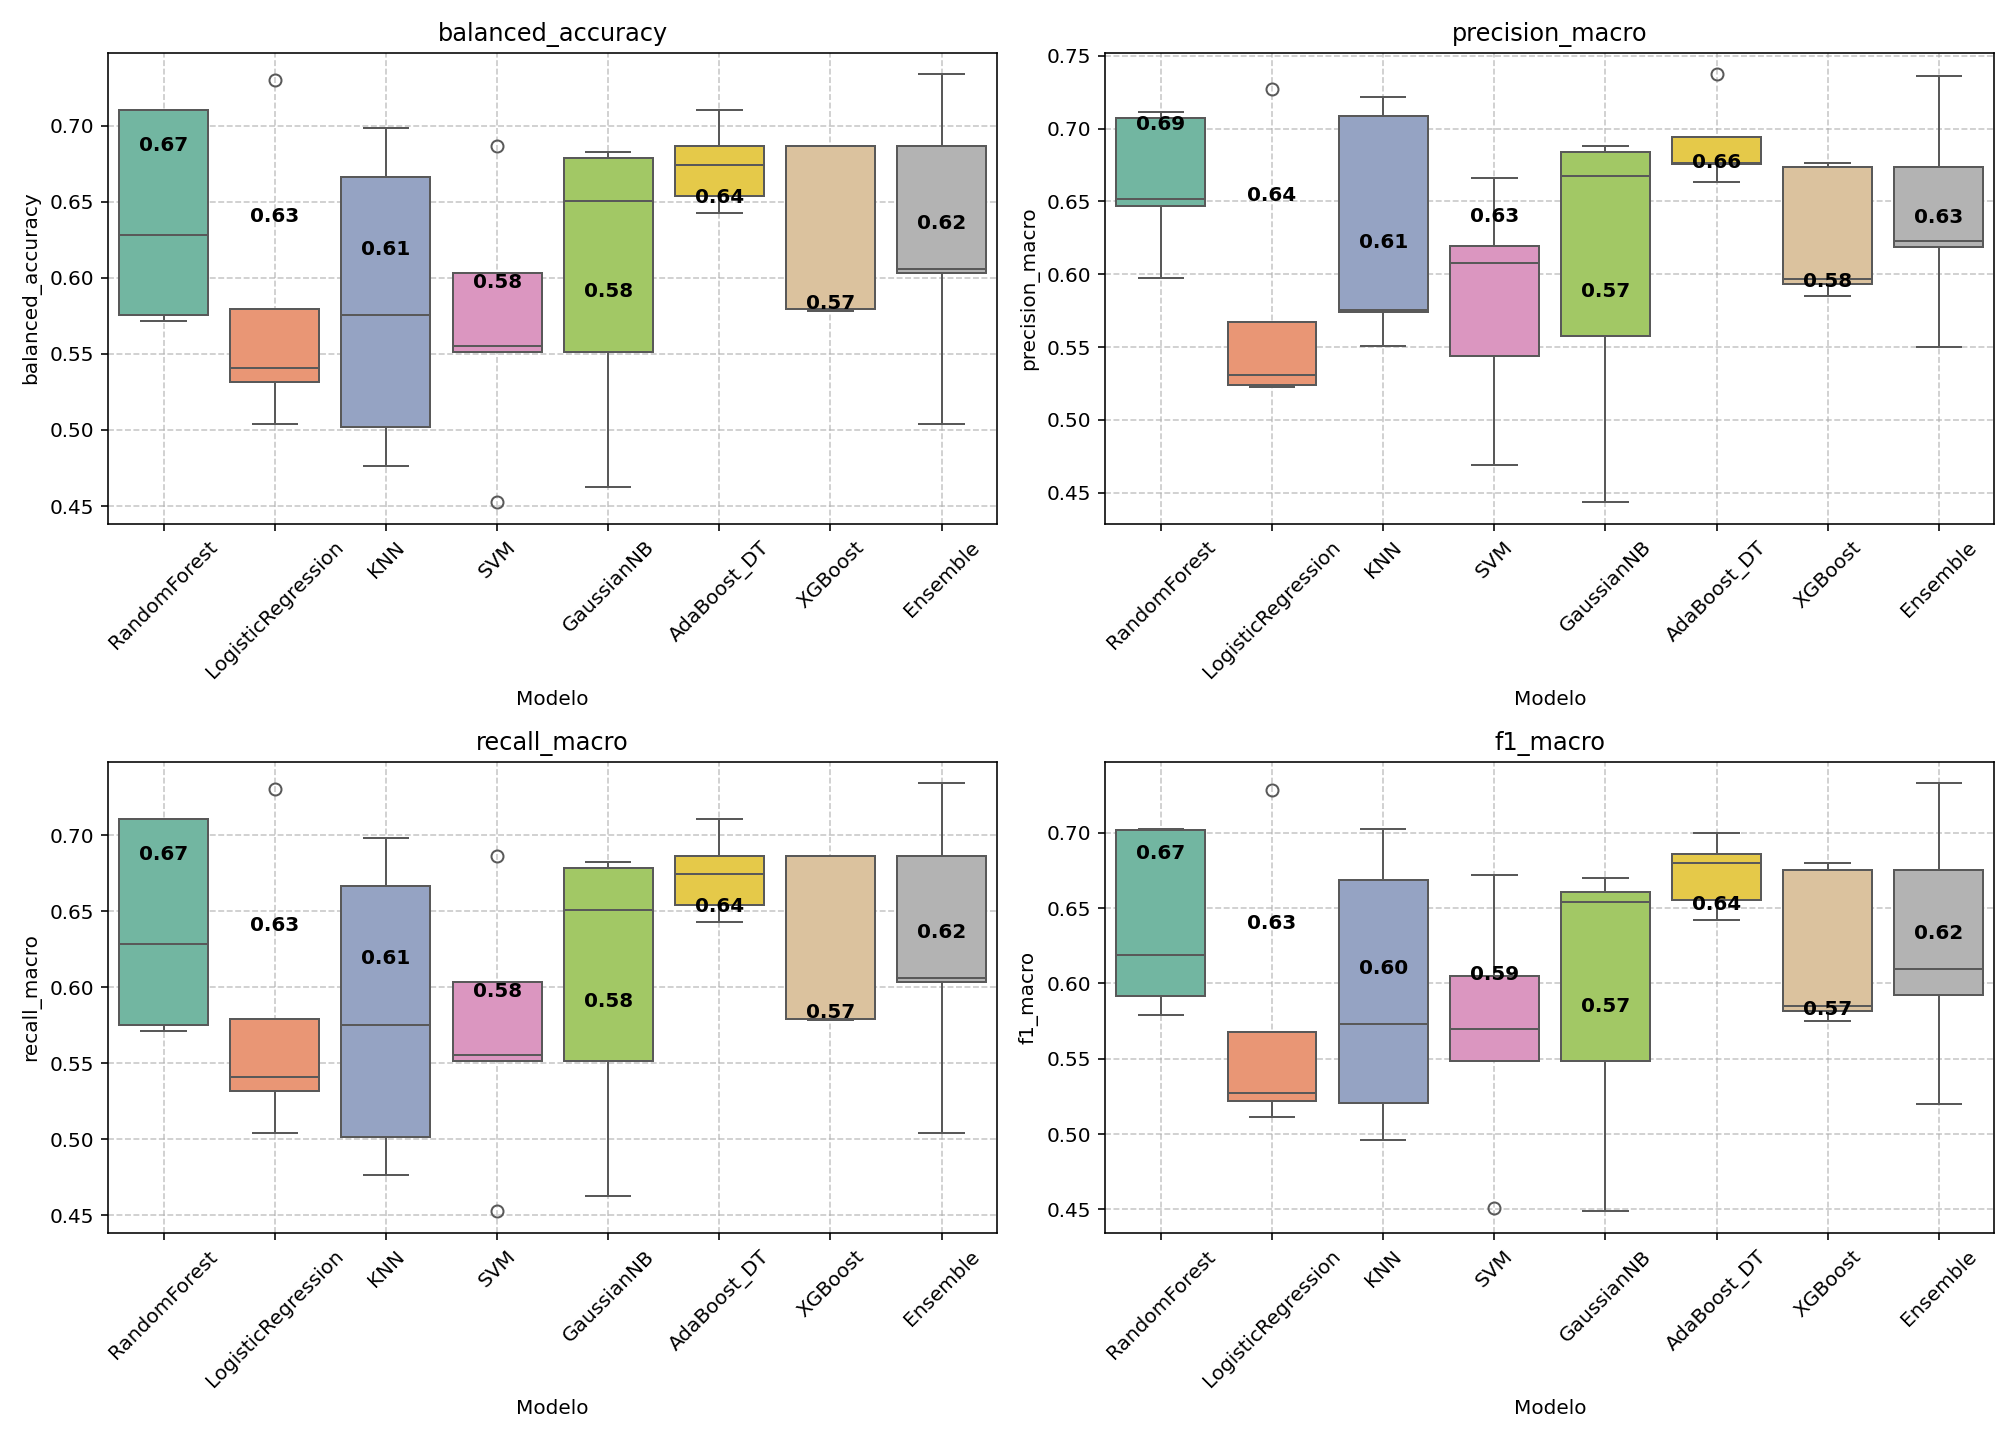 balanced_accuracy
balanced_accuracy
0.70
0.65
0.60
0.55
0.50
0.45
0.67
0.63
0.61
0.58
0.58
0.64
0.57
0.62
RandomForest
LogisticRegression
KNN
SVM
GaussianNB
AdaBoost_DT
XGBoost
Ensemble
Modelo
precision_macro
precision_macro
0.75
0.70
0.65
0.60
0.55
0.50
0.45
0.69
0.64
0.61
0.63
0.57
0.66
0.58
0.63
RandomForest
LogisticRegression
KNN
SVM
GaussianNB
AdaBoost_DT
XGBoost
Ensemble
Modelo
recall_macro
recall_macro
0.70
0.65
0.60
0.55
0.50
0.45
0.67
0.63
0.61
0.58
0.58
0.64
0.57
0.62
RandomForest
LogisticRegression
KNN
SVM
GaussianNB
AdaBoost_DT
XGBoost
Ensemble
Modelo
f1_macro
f1_macro
0.70
0.65
0.60
0.55
0.50
0.45
0.67
0.63
0.60
0.59
0.57
0.64
0.57
0.62
RandomForest
LogisticRegression
KNN
SVM
GaussianNB
AdaBoost_DT
XGBoost
Ensemble
Modelo